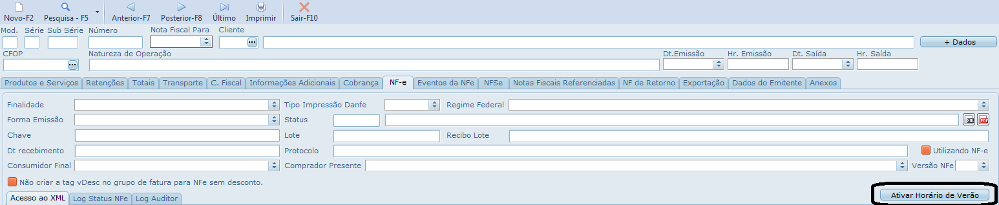 Novo-F2 Pesquisa - F5 Anterior-F7 Posterior-F8 Último Imprimir Sair-F10
Mod. Série Sub Série Número Nota Fiscal Para Cliente
+ Dados
CFOP Natureza de Operação Dt.Emissão Hr. Emissão Dt. Saída Hr. Saída
Produtos e Serviços Retenções Totais Transporte C. Fiscal Informações Adicionais Cobrança NF-e Eventos da NFe NFSe Notas Fiscais Referenciadas NF de Retorno Exportação Dados do Emitente Anexos
Finalidade Tipo Impressão Danfe Regime Federal
Forma Emissão Status XML PDF
Chave Lote Recibo Lote
Dt recebimento Protocolo Utilizando NF-e
Consumidor Final Comprador Presente Versão NFe
Não criar a tag vDesc no grupo de fatura para NFe sem desconto.
Acesso ao XML Log Status NFe Log Auditor Ativar Horário de Verão